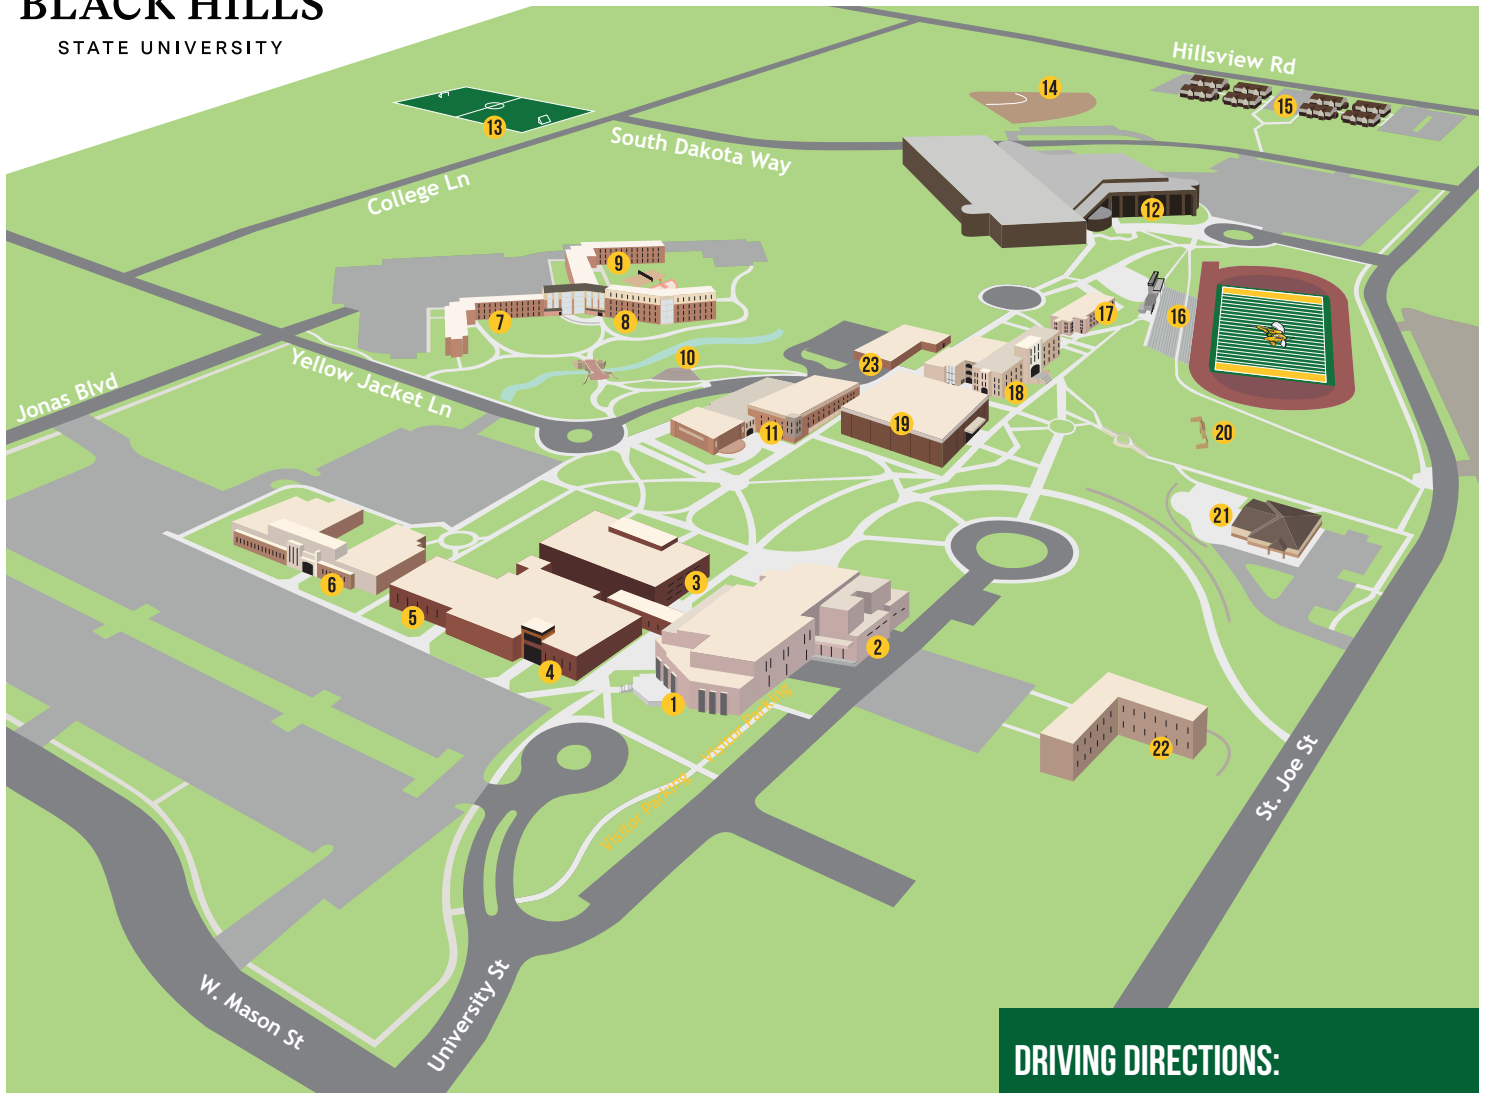 BLACK HILLS
STATE UNIVERSITY
Hillsview Rd
14
15
13
South Dakota Way
College Ln
12
9
7
8
17
16
10
23
Yellow Jacket Ln
Jonas Blvd
18
19
11
20
21
6
3
5
2
4
1
Visitor Parking
Visitor Parking
22
St. Joe St
W. Mason St
University St
DRIVING DIRECTIONS: